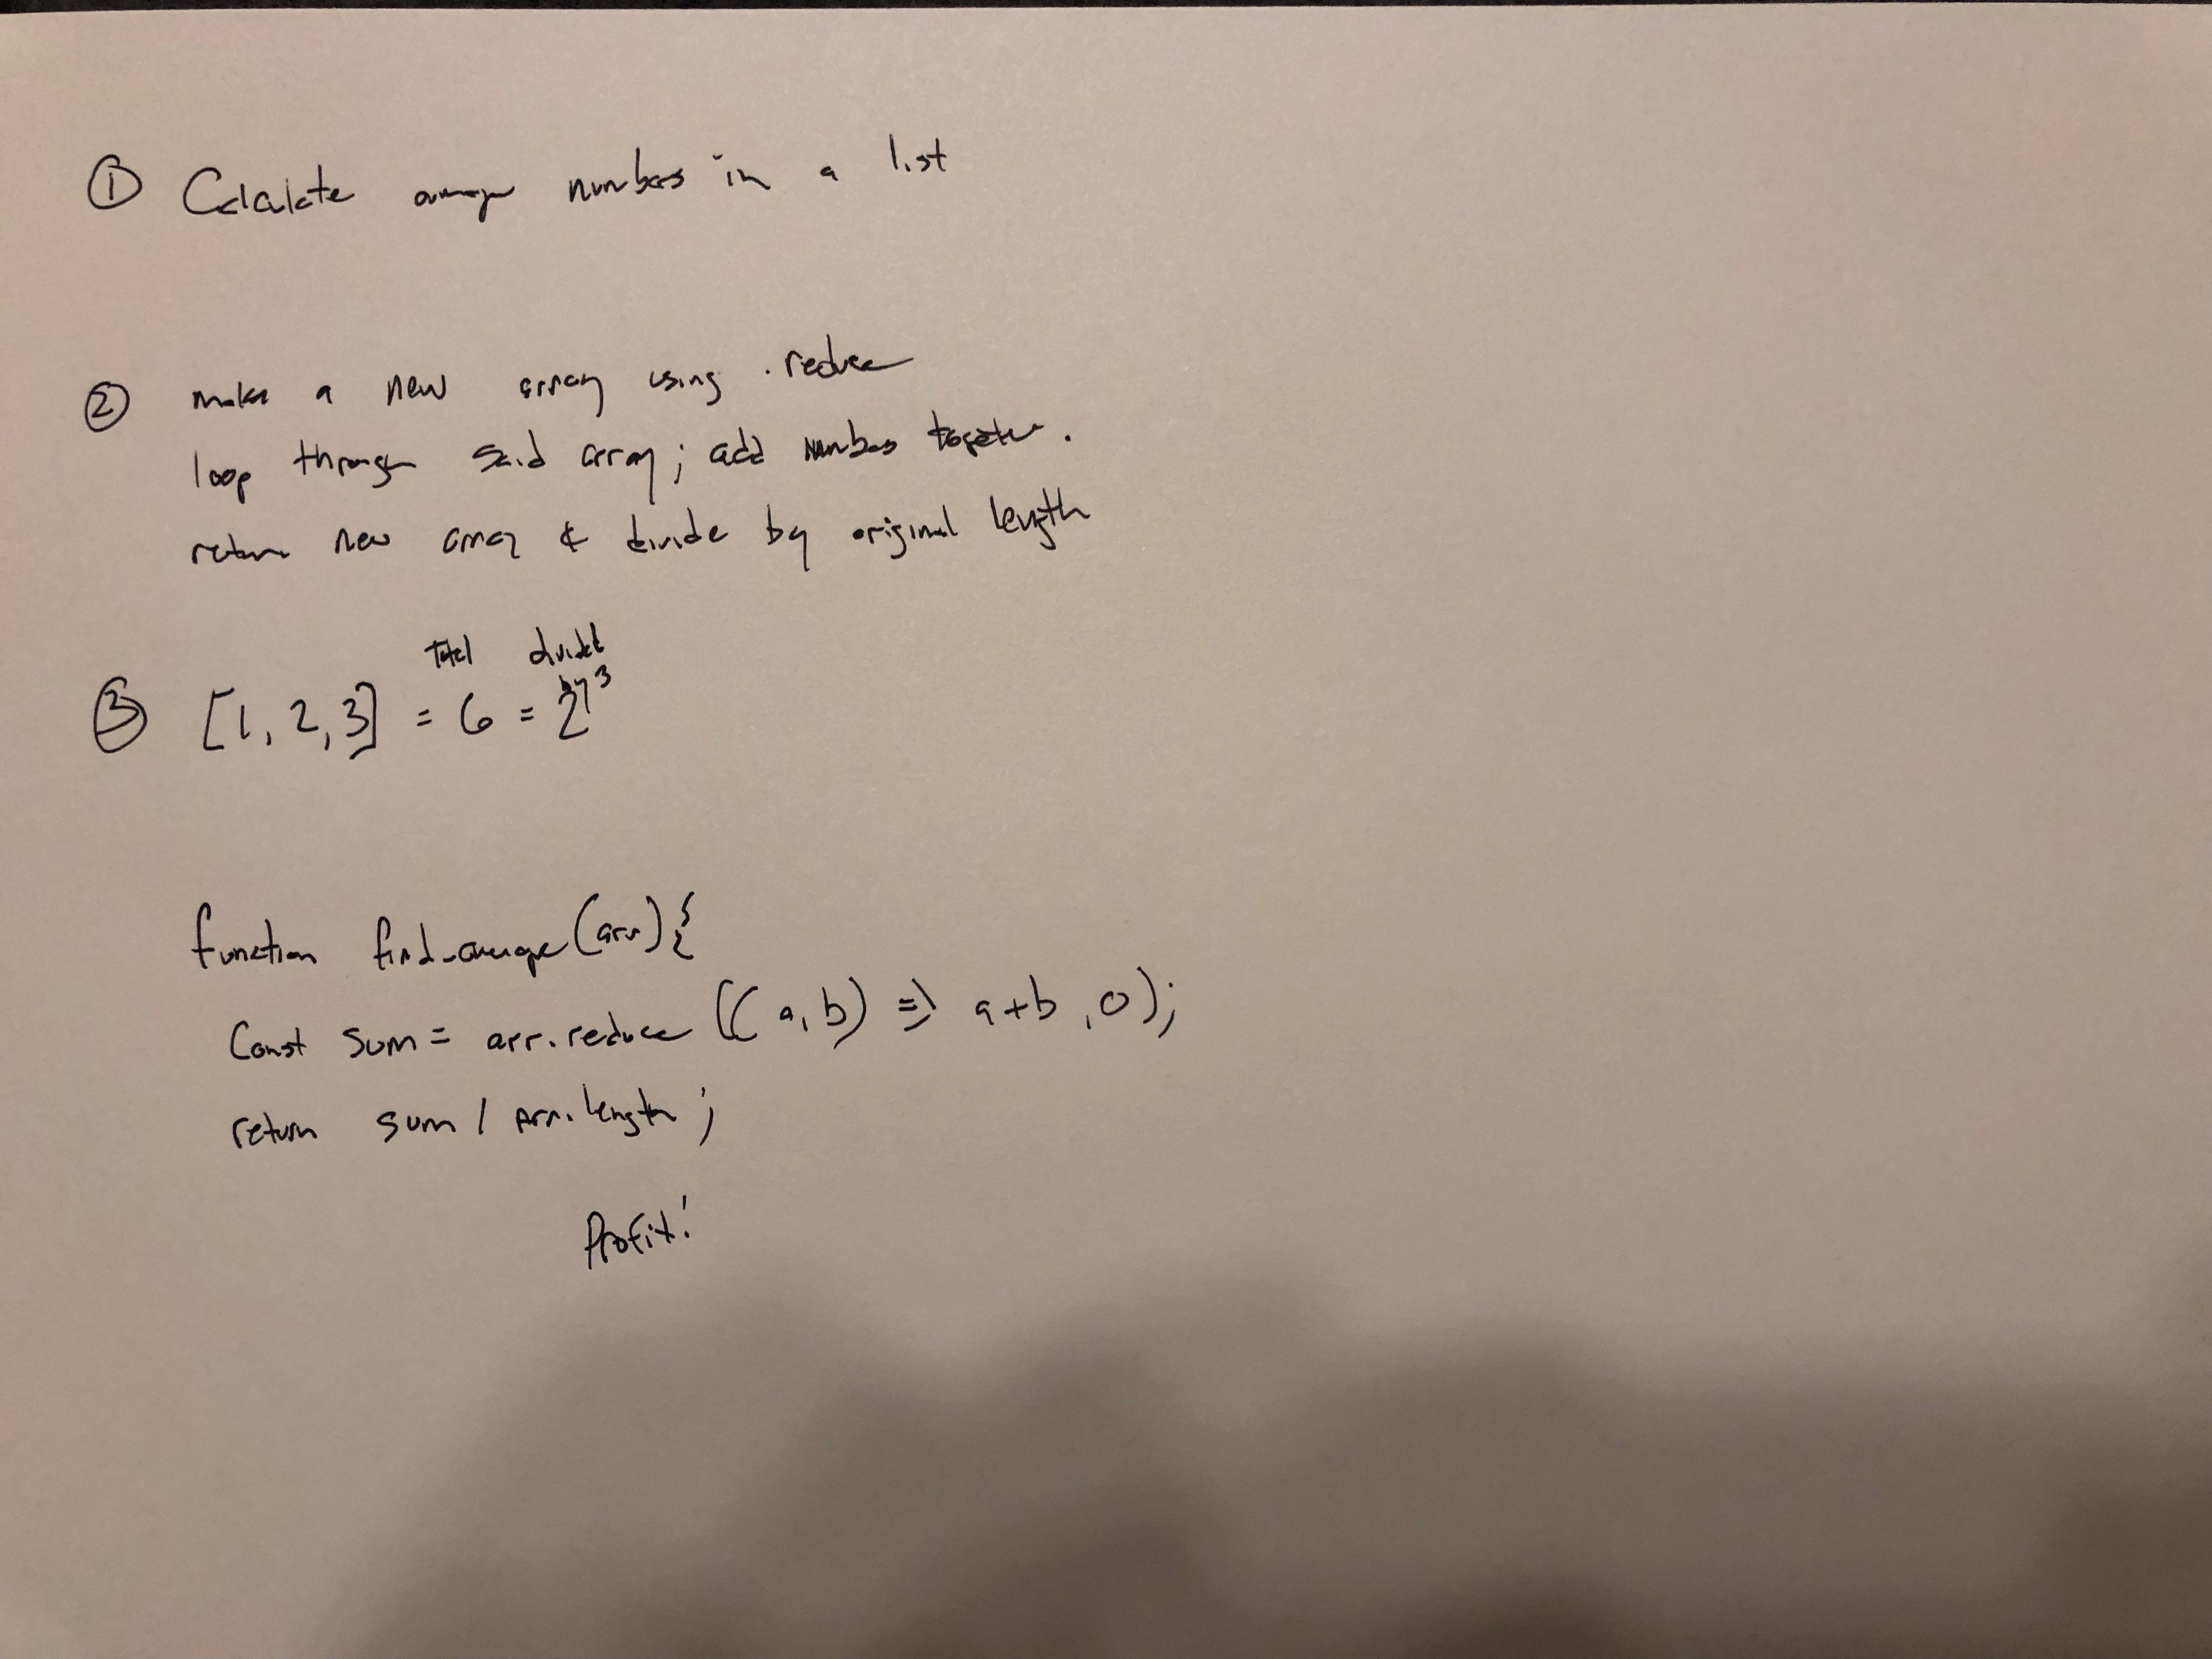 ① Calculate average numbers in a list
② make a new array using .reduce
loop through said array; add numbers together.
return new array & divide by original length
total divided
by 3
③ [1, 2, 3] = 6 = 2
function find_average(arr){
Const sum = arr.reduce ((a,b) => a+b ,0);
return sum / arr.length;
Profit!